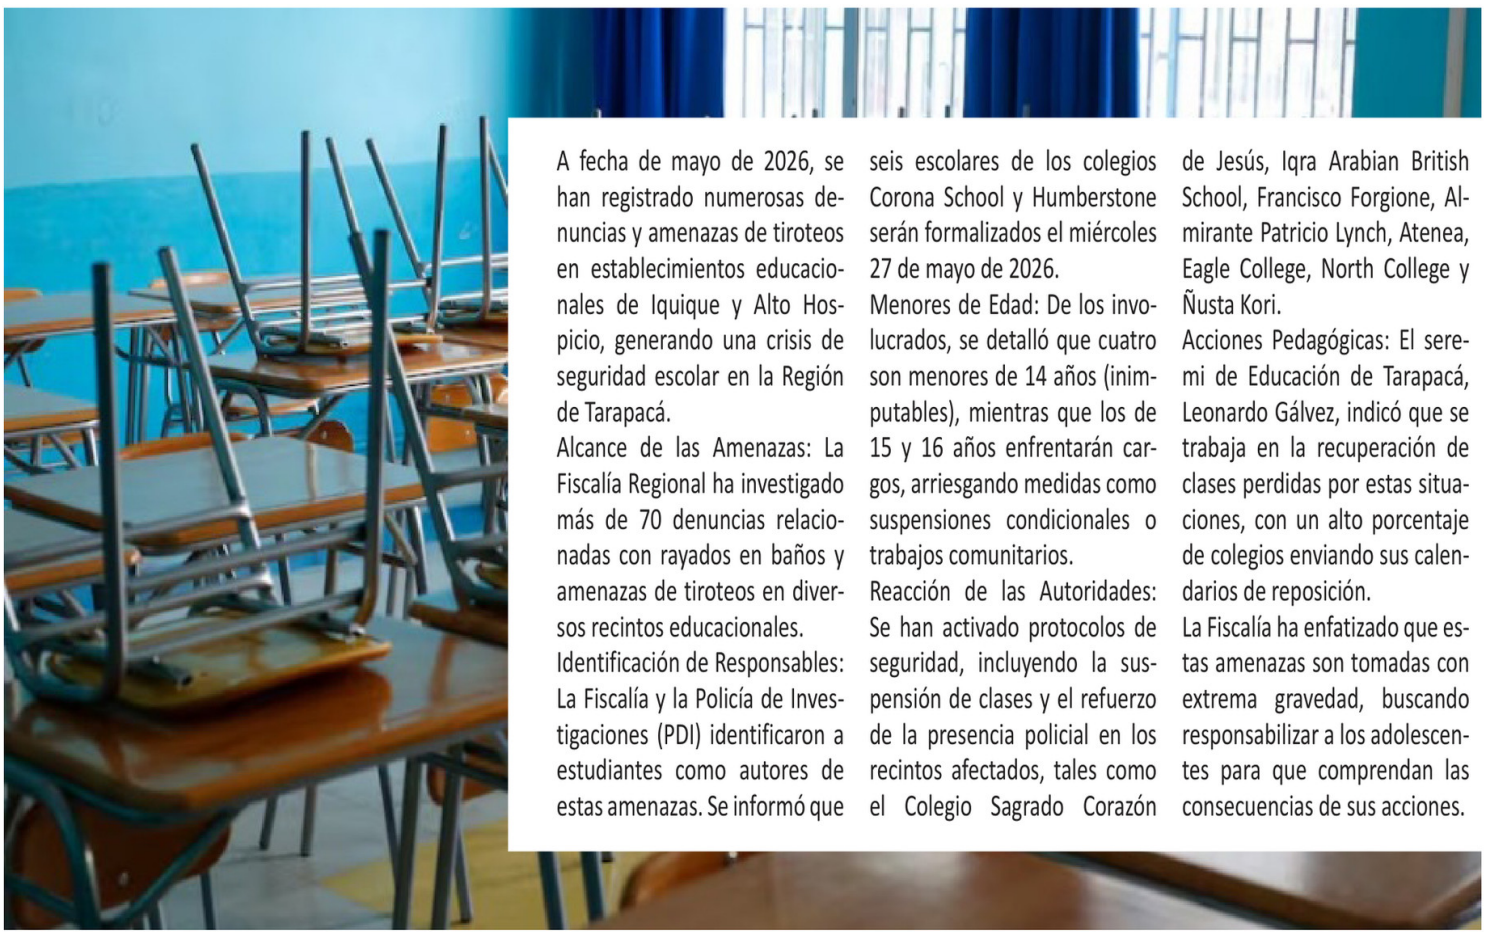 A fecha de mayo de 2026, se
han registrado numerosas de-
nuncias y amenazas de tiroteos
en establecimientos educacio-
nales de Iquique y Alto Hos-
picio, generando una crisis de
seguridad escolar en la Región
de Tarapacá.
Alcance de las Amenazas: La
Fiscalía Regional ha investigado
más de 70 denuncias relacio-
nadas con rayados en baños y
amenazas de tiroteos en diver-
sos recintos educacionales.
Identificación de Responsables:
La Fiscalía y la Policía de Inves-
tigaciones (PDI) identificaron a
estudiantes como autores de
estas amenazas. Se informó que
seis escolares de los colegios
Corona School y Humberstone
serán formalizados el miércoles
27 de mayo de 2026.
Menores de Edad: De los invo-
lucrados, se detalló que cuatro
son menores de 14 años (inim-
putables), mientras que los de
15 y 16 años enfrentarán car-
gos, arriesgando medidas como
suspensiones condicionales o
trabajos comunitarios.
Reacción de las Autoridades:
Se han activado protocolos de
seguridad, incluyendo la sus-
pensión de clases y el refuerzo
de la presencia policial en los
recintos afectados, tales como
el Colegio Sagrado Corazón
de Jesús, Iqra Arabian British
School, Francisco Forgione, Al-
mirante Patricio Lynch, Atenea,
Eagle College, North College y
Ñusta Kori.
Acciones Pedagógicas: El sere-
mi de Educación de Tarapacá,
Leonardo Gálvez, indicó que se
trabaja en la recuperación de
clases perdidas por estas situa-
ciones, con un alto porcentaje
de colegios enviando sus calen-
darios de reposición.
La Fiscalía ha enfatizado que es-
tas amenazas son tomadas con
extrema gravedad, buscando
responsabilizar a los adolescen-
tes para que comprendan las
consecuencias de sus acciones.